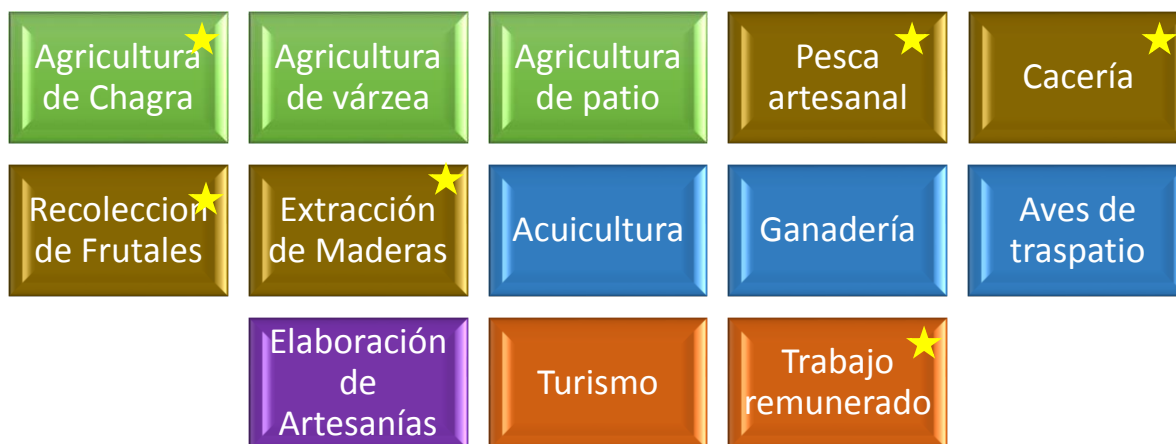 Agricultura
de Chagra
Agricultura
de várzea
Agricultura
de patio
Pesca
artesanal
Cacería
Recoleccion
de Frutales
Extracción
de Maderas
Acuicultura
Ganadería
Aves de
traspatio
Elaboración
de
Artesanías
Turismo
Trabajo
remunerado